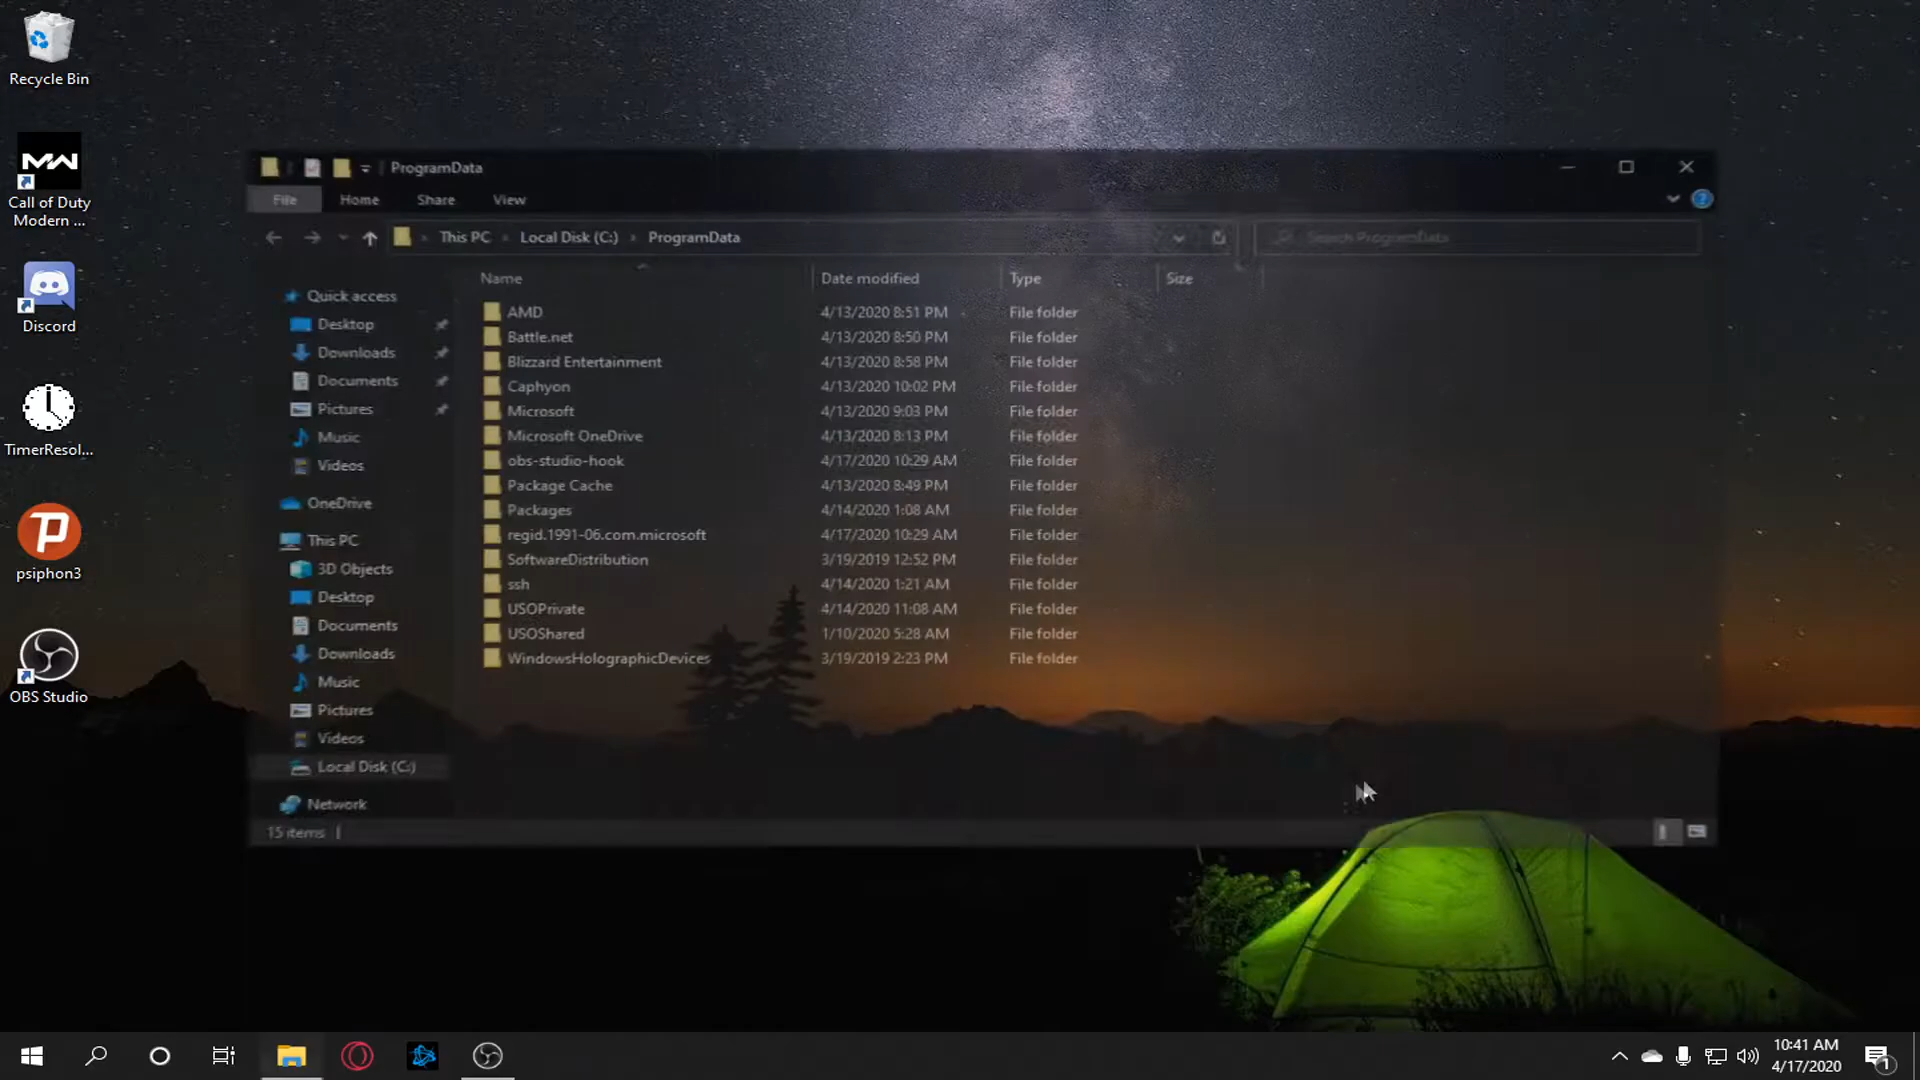 Recycle Bin
MW
Call of Duty
Modern ...
Discord
TimerResol...
P
psiphon3
OBS Studio
ProgramData
File
Home
Share
View
?
This PC
Local Disk (C:)
ProgramData
Search ProgramData
Quick access
Desktop
Downloads
Documents
Pictures
Music
Videos
OneDrive
This PC
3D Objects
Desktop
Documents
Downloads
Music
Pictures
Videos
Local Disk (C:)
Network
Name Date modified Type Size
AMD 4/13/2020 8:51 PM File folder
Battle.net 4/13/2020 8:50 PM File folder
Blizzard Entertainment 4/13/2020 8:58 PM File folder
Caphyon 4/13/2020 10:02 PM File folder
Microsoft 4/13/2020 9:03 PM File folder
Microsoft OneDrive 4/13/2020 8:13 PM File folder
obs-studio-hook 4/17/2020 10:29 AM File folder
Package Cache 4/13/2020 8:49 PM File folder
Packages 4/14/2020 1:08 AM File folder
regid.1991-06.com.microsoft 4/17/2020 10:29 AM File folder
SoftwareDistribution 3/19/2019 12:52 PM File folder
ssh 4/14/2020 1:21 AM File folder
USOPrivate 4/14/2020 11:08 AM File folder
USOShared 1/10/2020 5:28 AM File folder
WindowsHolographicDevices 3/19/2019 2:23 PM File folder
15 items
10:41 AM
4/17/2020
1